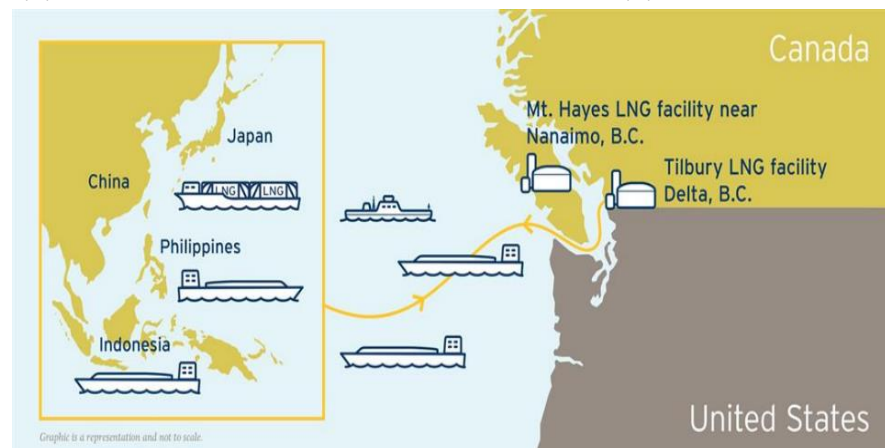 Canada
Mt. Hayes LNG facility near
Nanaimo, B.C.
Tilbury LNG facility
Delta, B.C.
Japan
China
LNG LNG
Philippines
Indonesia
United States
Graphic is a representation and not to scale.